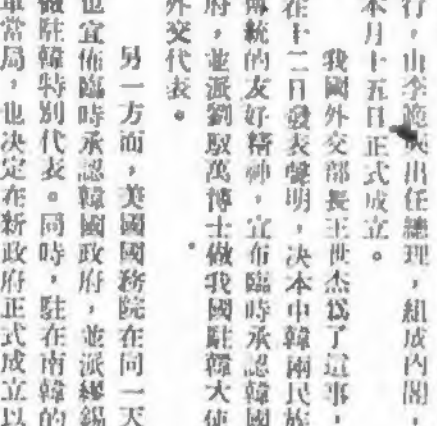 行，由李晚出任總理，組成內閣，
本月十五日正式成立。
我國外交部長王世杰爲了這事，
在十二日發表聲明，决本中韓兩民族
傳統的友好精神，宣布臨時承認韓國
府，並派劉馭萬博士做我國駐韓大使
外交代表。
另一方面，美國國務院在同一天
也宣佈臨時承認韓國政府，並派繆錫
做駐韓特別代表。同時，駐在南韓的
軍當局，也决定在新政府正式成立以